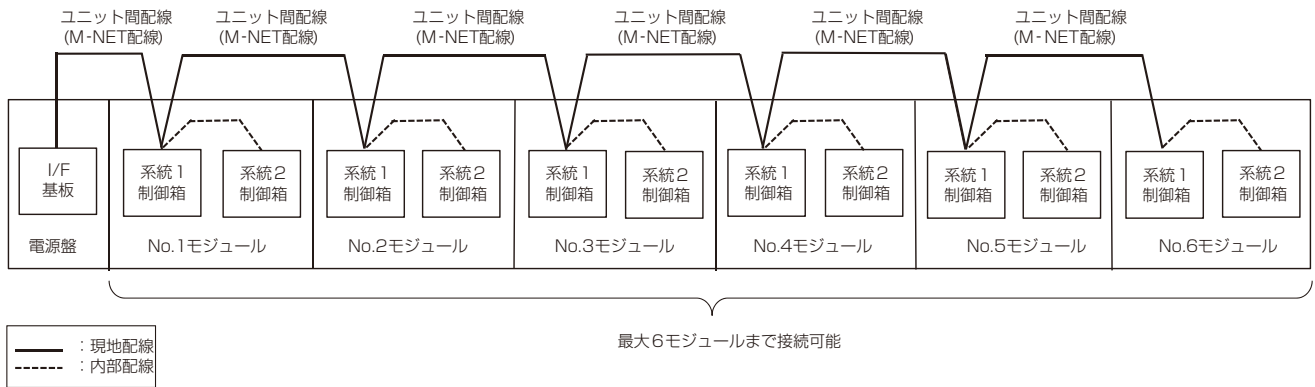 ユニット間配線
(M-NET配線)
ユニット間配線
(M-NET配線)
ユニット間配線
(M-NET配線)
ユニット間配線
(M-NET配線)
ユニット間配線
(M-NET配線)
ユニット間配線
(M-NET配線)
I/F
基板
電源盤
系統1
制御箱
系統2
制御箱
No.1モジュール
系統1
制御箱
系統2
制御箱
No.2モジュール
系統1
制御箱
系統2
制御箱
No.3モジュール
系統1
制御箱
系統2
制御箱
No.4モジュール
系統1
制御箱
系統2
制御箱
No.5モジュール
系統1
制御箱
系統2
制御箱
No.6モジュール
最大6モジュールまで接続可能
:現地配線
:内部配線